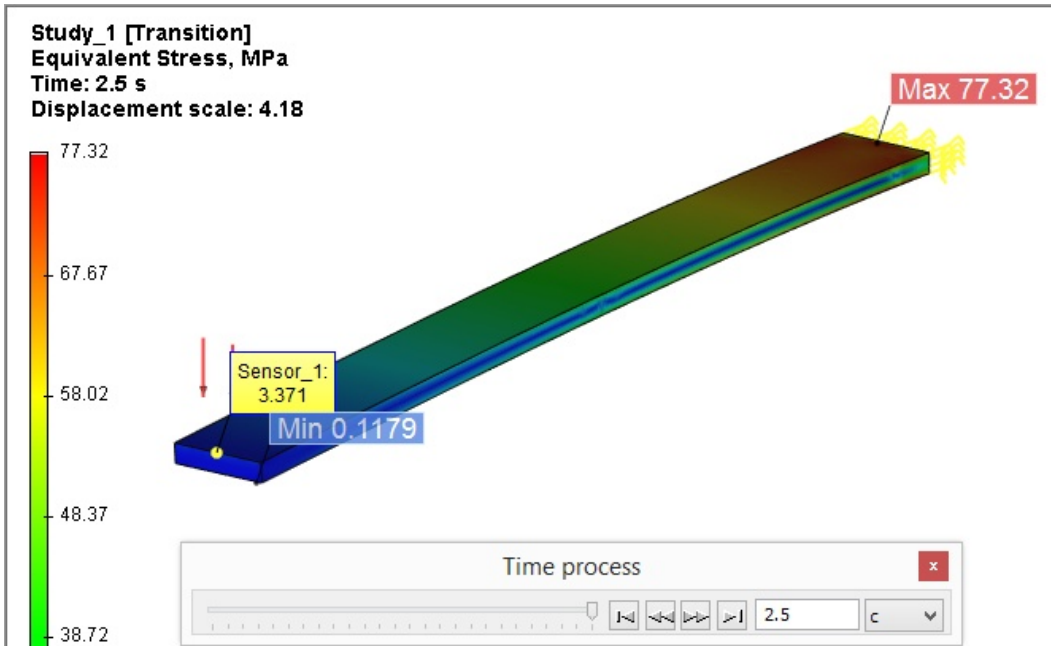 Study_1 [Transition]
Equivalent Stress, MPa
Time: 2.5 s
Displacement scale: 4.18
Max 77.32
77.32
67.67
58.02
48.37
38.72
Sensor_1:
3.371
Min 0.1179
Time process
x
2.5
c